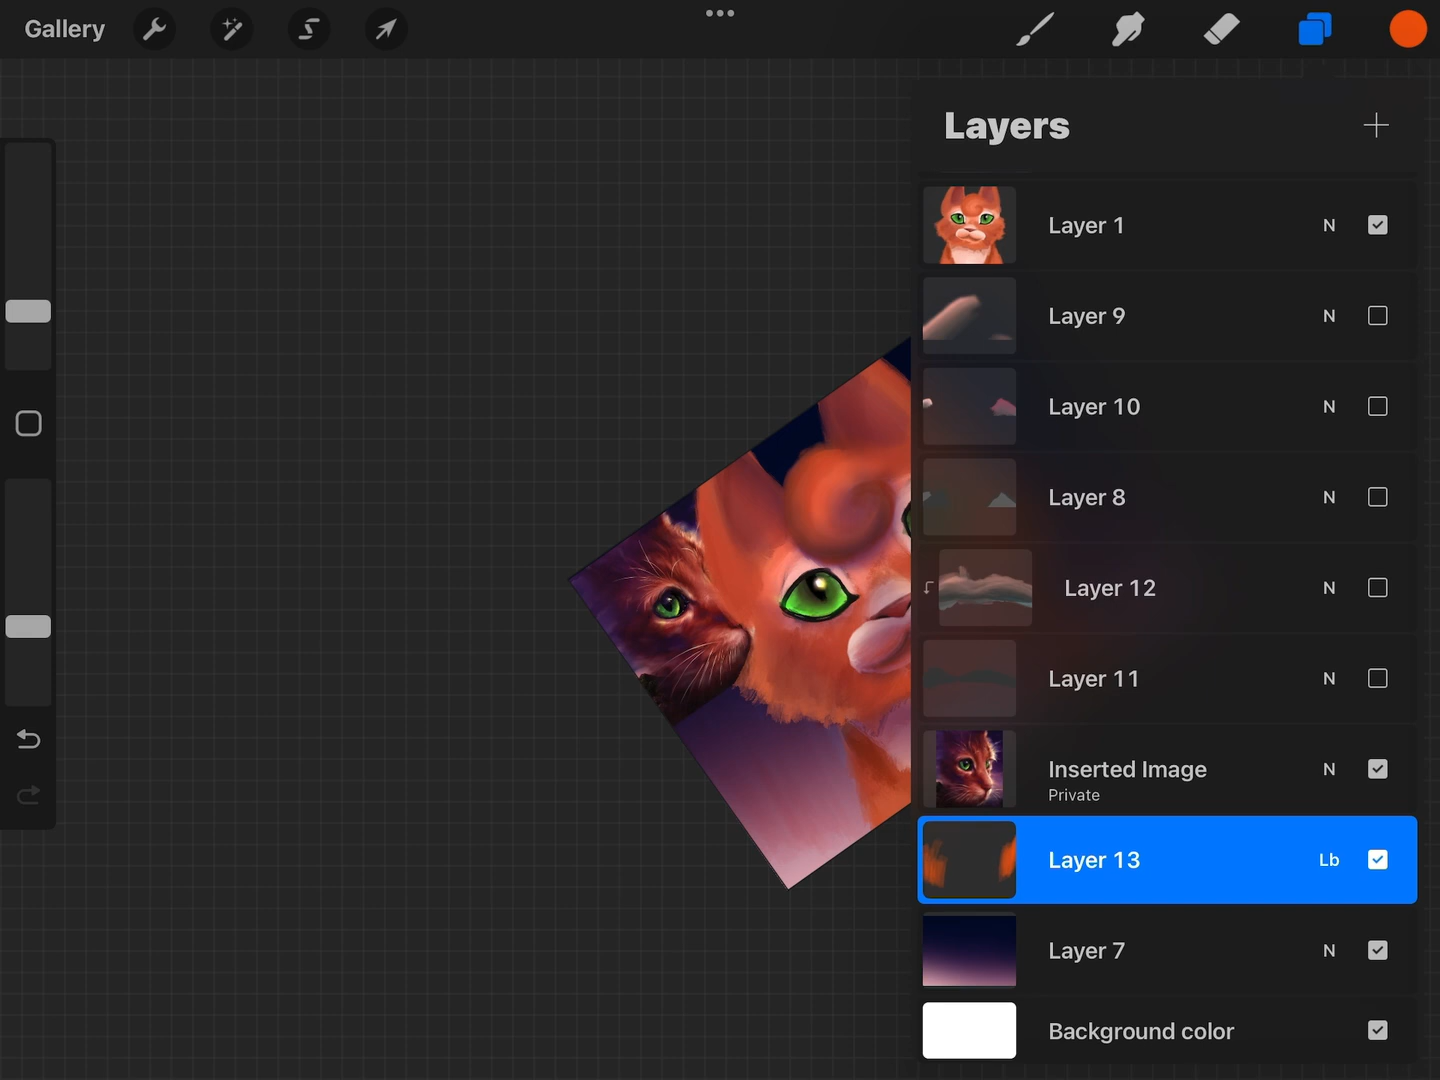 Gallery
Layers
Layer 1 N
Layer 9 N
Layer 10 N
Layer 8 N
Layer 12 N
Layer 11 N
Inserted Image N
Private
Layer 13 Lb
Layer 7 N
Background color